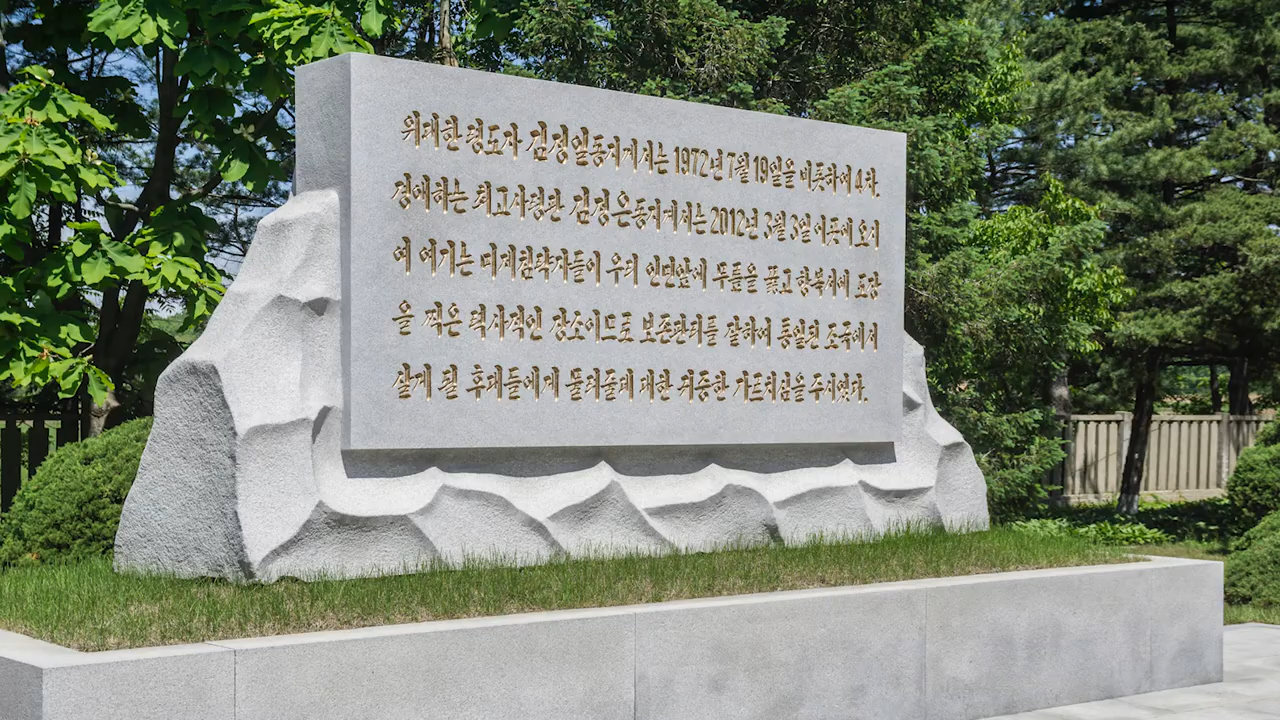 위대한 령도자 김정일동지께서는 1972년 7월 19일을 비롯하여 4차,
경애하는 최고사령관 김정은동지께서는 2012년 3월 3일 이곳에 오시
여 여기는 미제침략자들이 우리 인민앞에 무릎을 꿇고 항복서에 도장
을 찍은 력사적인 장소이므로 보존관리를 잘하여 통일된 조국에서
살게 될 후대들에게 물려줄데 대한 귀중한 가르치심을 주시였다.